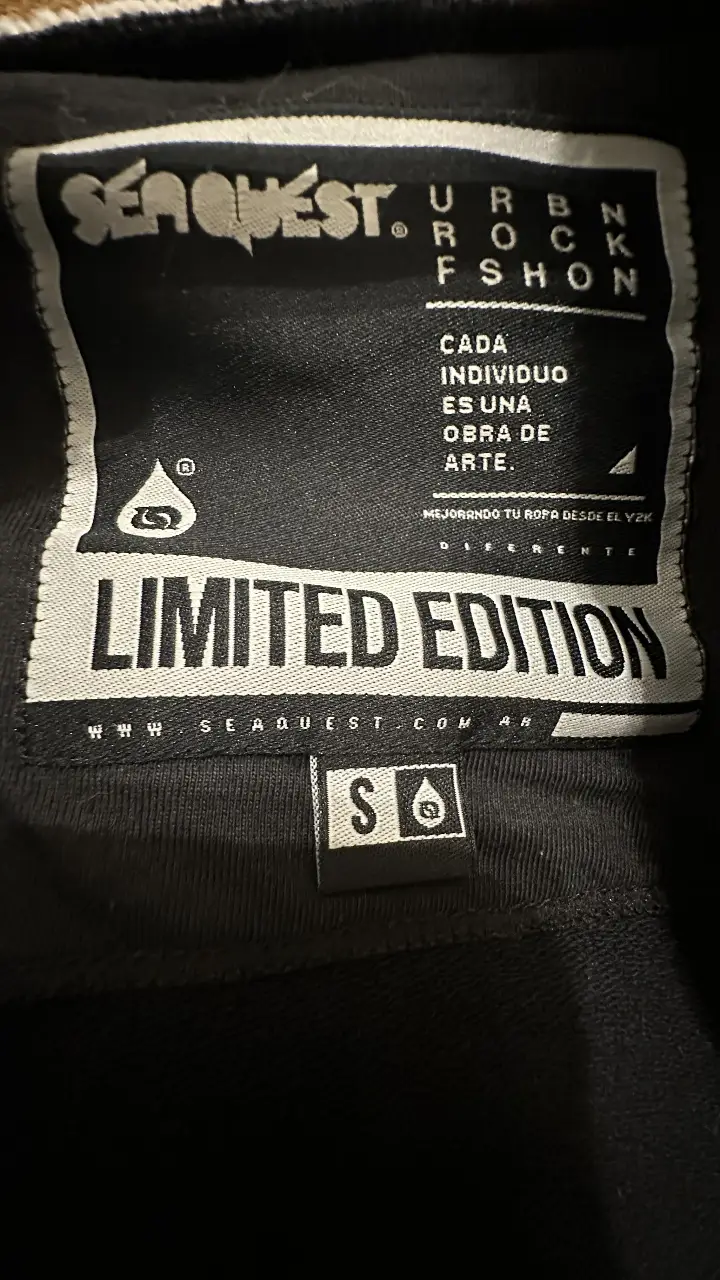 SEAQUEST®
U R B N
R O C K
F S H O N
CADA
INDIVIDUO
ES UNA
OBRA DE
ARTE.
®
MEJORANDO TU ROPA DESDE EL Y2K
DIFERENTE
LIMITED EDITION
WWW.SEAQUEST.COM.AR
S